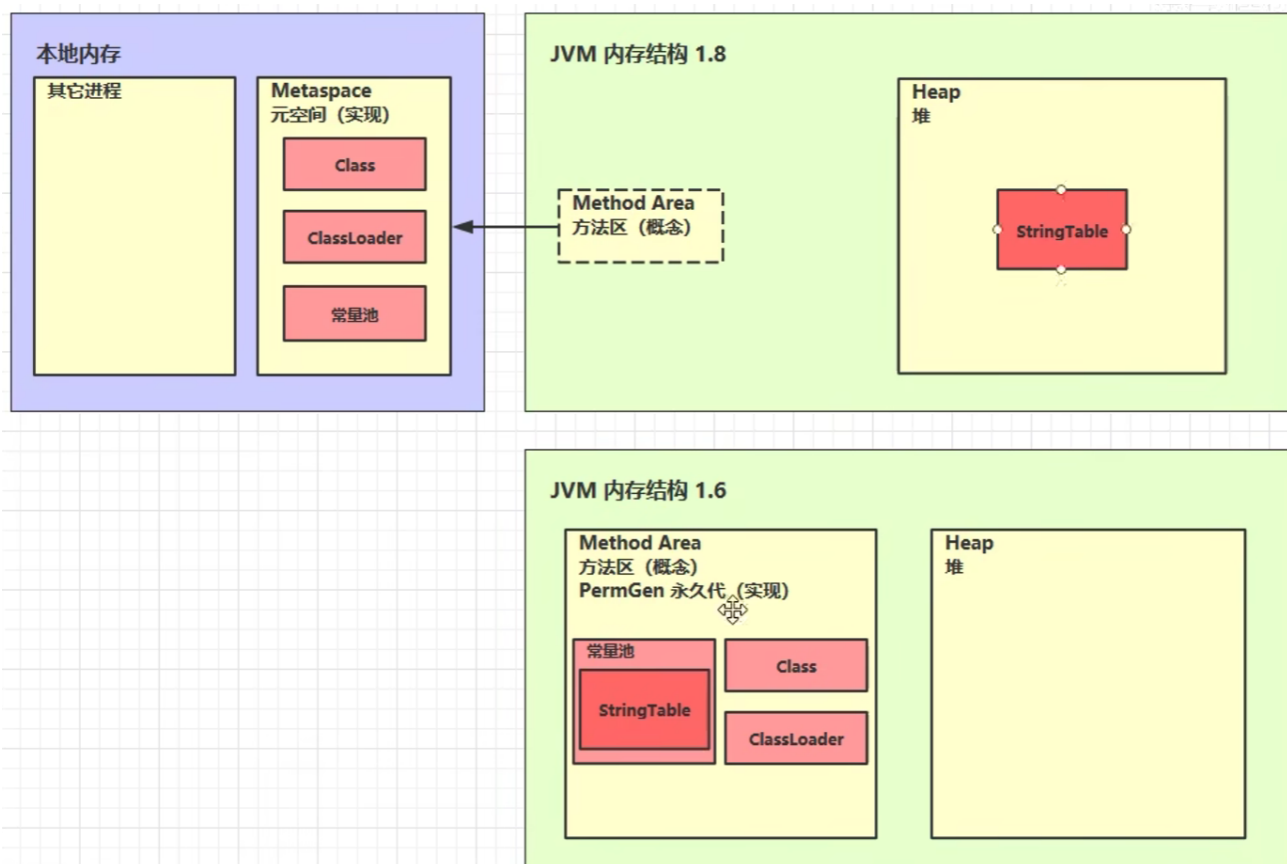 本地内存
其它进程
Metaspace
元空间（实现）
Class
ClassLoader
常量池
JVM 内存结构 1.8
Method Area
方法区（概念）
Heap
堆
StringTable
JVM 内存结构 1.6
Method Area
方法区（概念）
PermGen 永久代（实现）
常量池
StringTable
Class
ClassLoader
Heap
堆